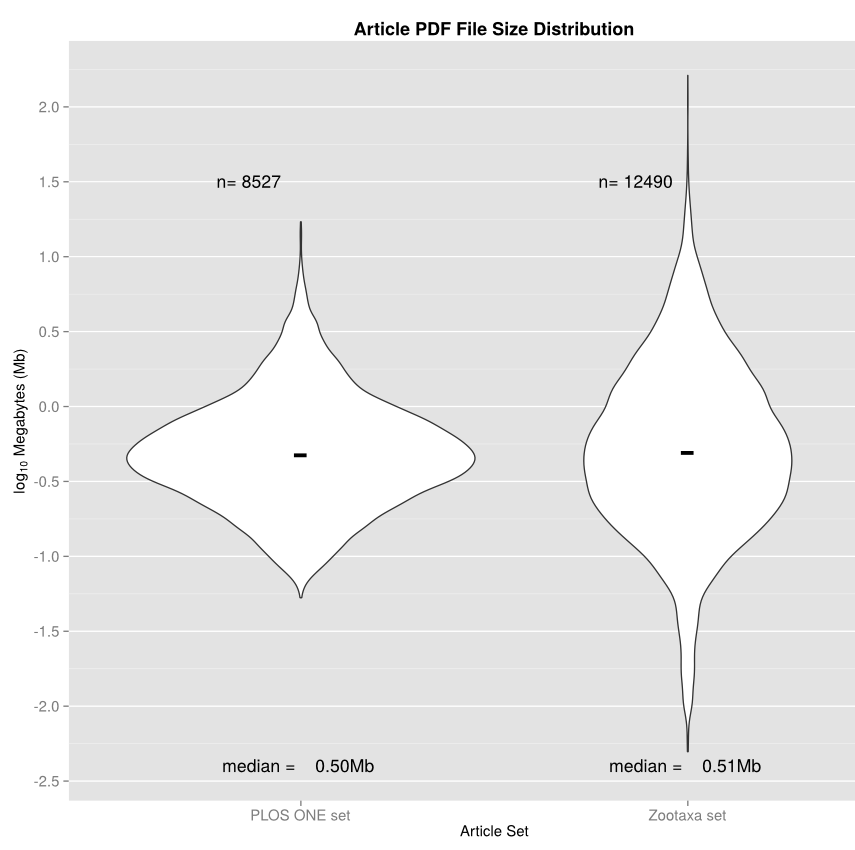 Article PDF File Size Distribution
log10 Megabytes (Mb)
2.0
1.5
1.0
0.5
0.0
-0.5
-1.0
-1.5
-2.0
-2.5
n= 8527
n= 12490
median = 0.50Mb
median = 0.51Mb
PLOS ONE set
Zootaxa set
Article Set